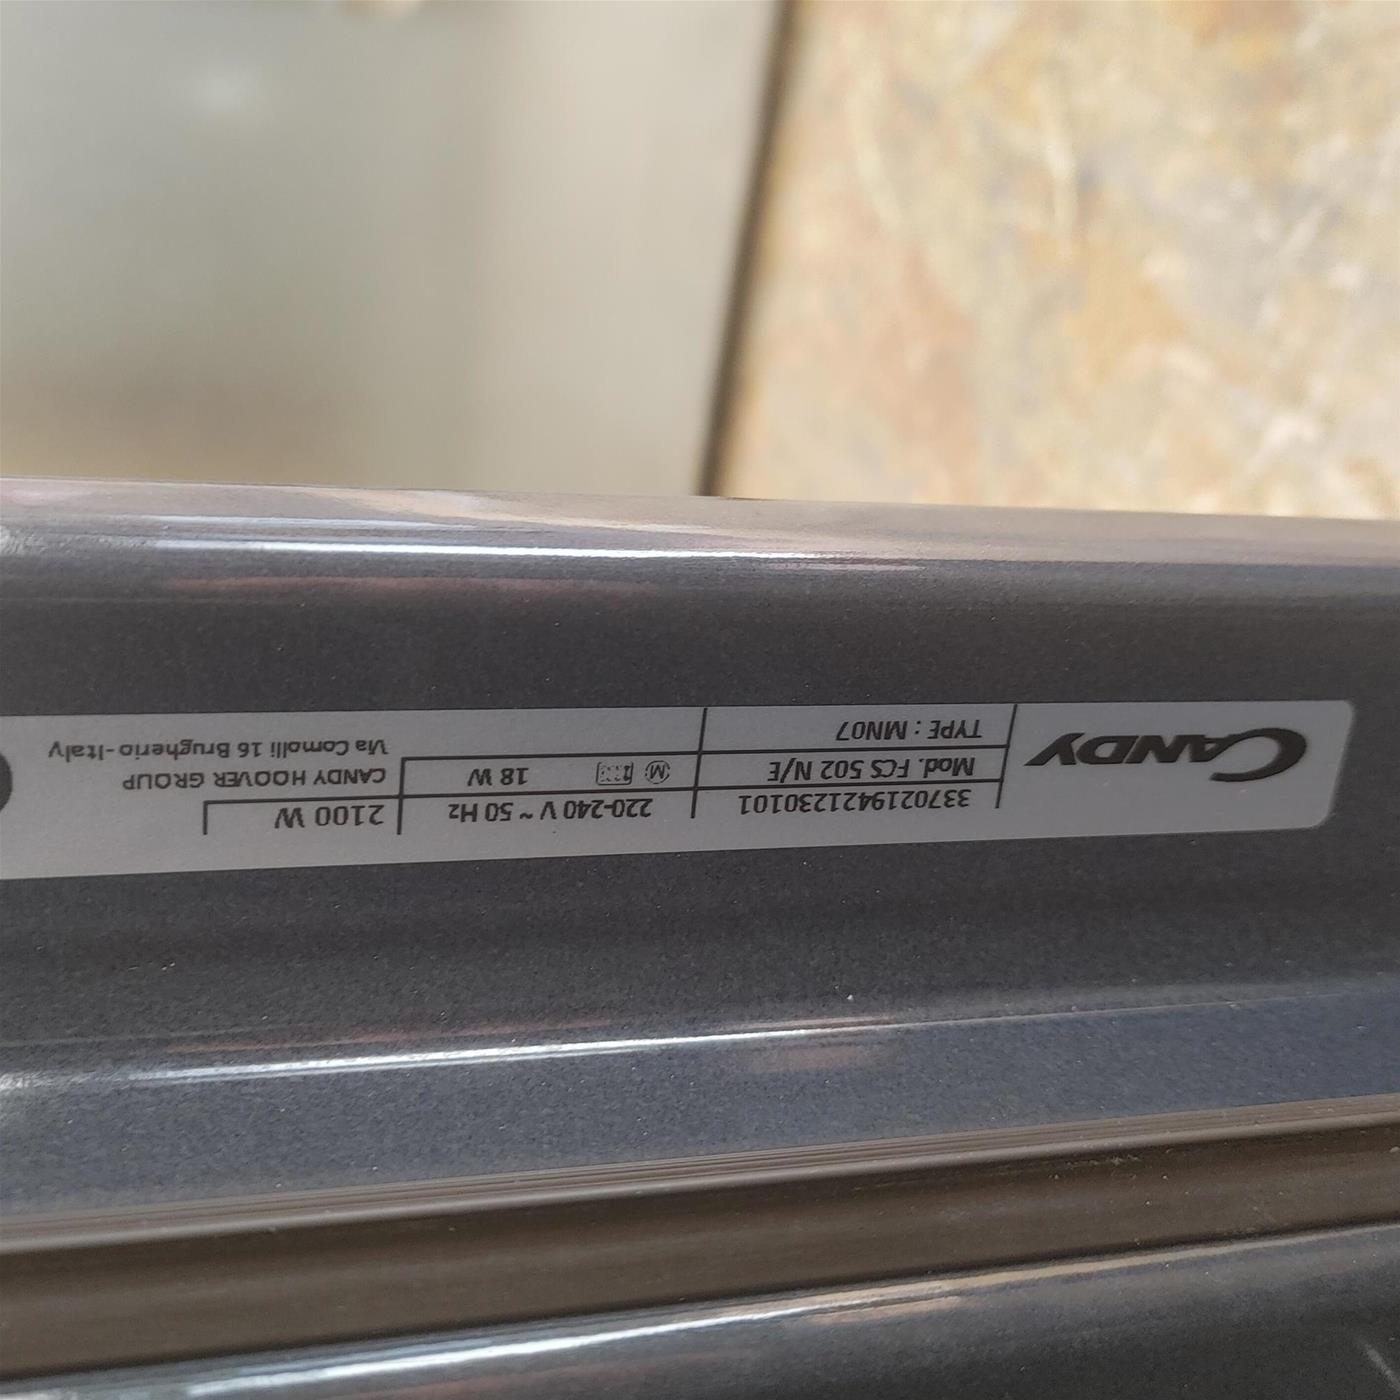 CANDY
3370219421230101
Mod. FCS 502 N/E
TYPE : MN07
220-240 V ~ 50 Hz
M 18 W
2100 W
CANDY HOOVER GROUP
Via Comolli 16 Brugherio-Italy